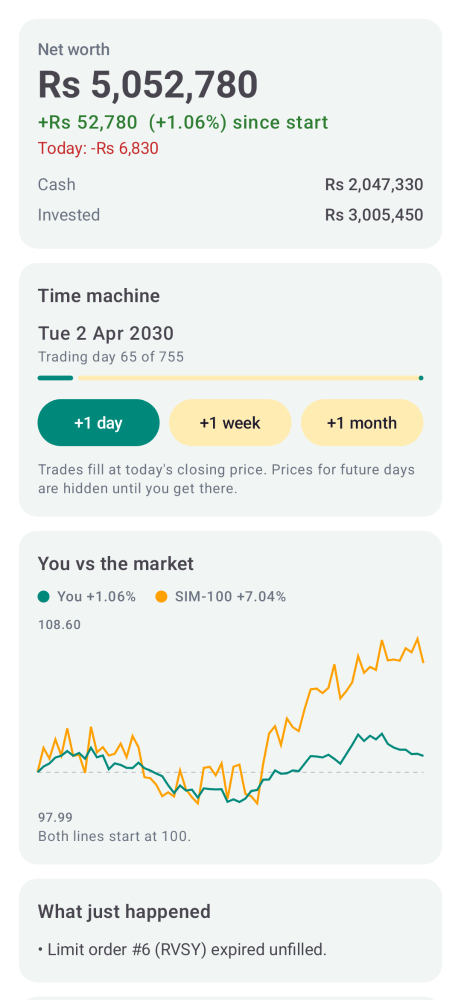 Net worth
Rs 5,052,780
+Rs 52,780 (+1.06%) since start
Today: -Rs 6,830
Cash Rs 2,047,330
Invested Rs 3,005,450
Time machine
Tue 2 Apr 2030
Trading day 65 of 755
+1 day +1 week +1 month
Trades fill at today's closing price. Prices for future days
are hidden until you get there.
You vs the market
You +1.06% SIM-100 +7.04%
108.60
97.99
Both lines start at 100.
What just happened
• Limit order #6 (RVSY) expired unfilled.